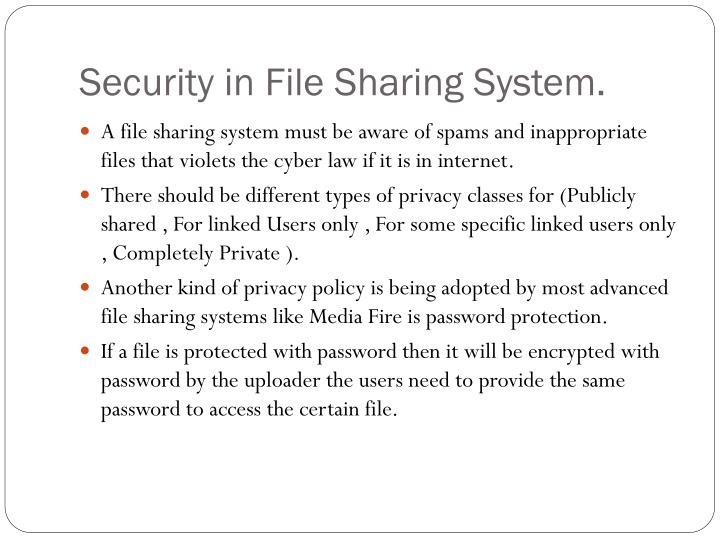 Security in File Sharing System.
A file sharing system must be aware of spams and inappropriate
files that violets the cyber law if it is in internet.
There should be different types of privacy classes for (Publicly
shared , For linked Users only , For some specific linked users only
, Completely Private ).
Another kind of privacy policy is being adopted by most advanced
file sharing systems like Media Fire is password protection.
If a file is protected with password then it will be encrypted with
password by the uploader the users need to provide the same
password to access the certain file.